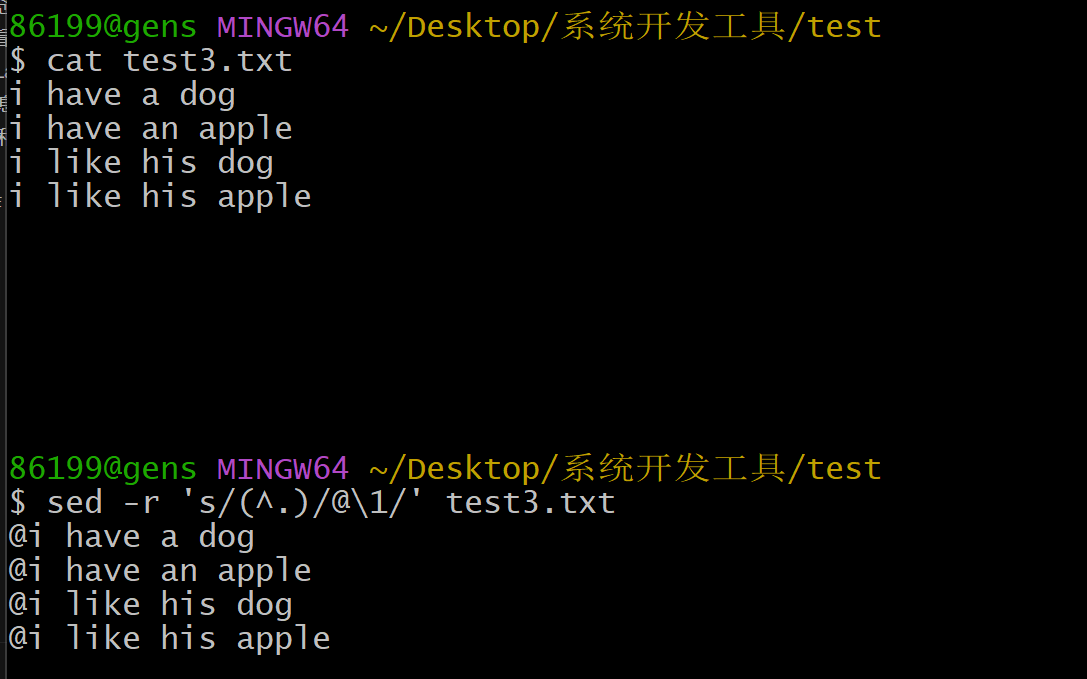 86199@gens MINGW64 ~/Desktop/系统开发工具/test
$ cat test3.txt
i have a dog
i have an apple
i like his dog
i like his apple
86199@gens MINGW64 ~/Desktop/系统开发工具/test
$ sed -r 's/(^.)/@\1/' test3.txt
@i have a dog
@i have an apple
@i like his dog
@i like his apple